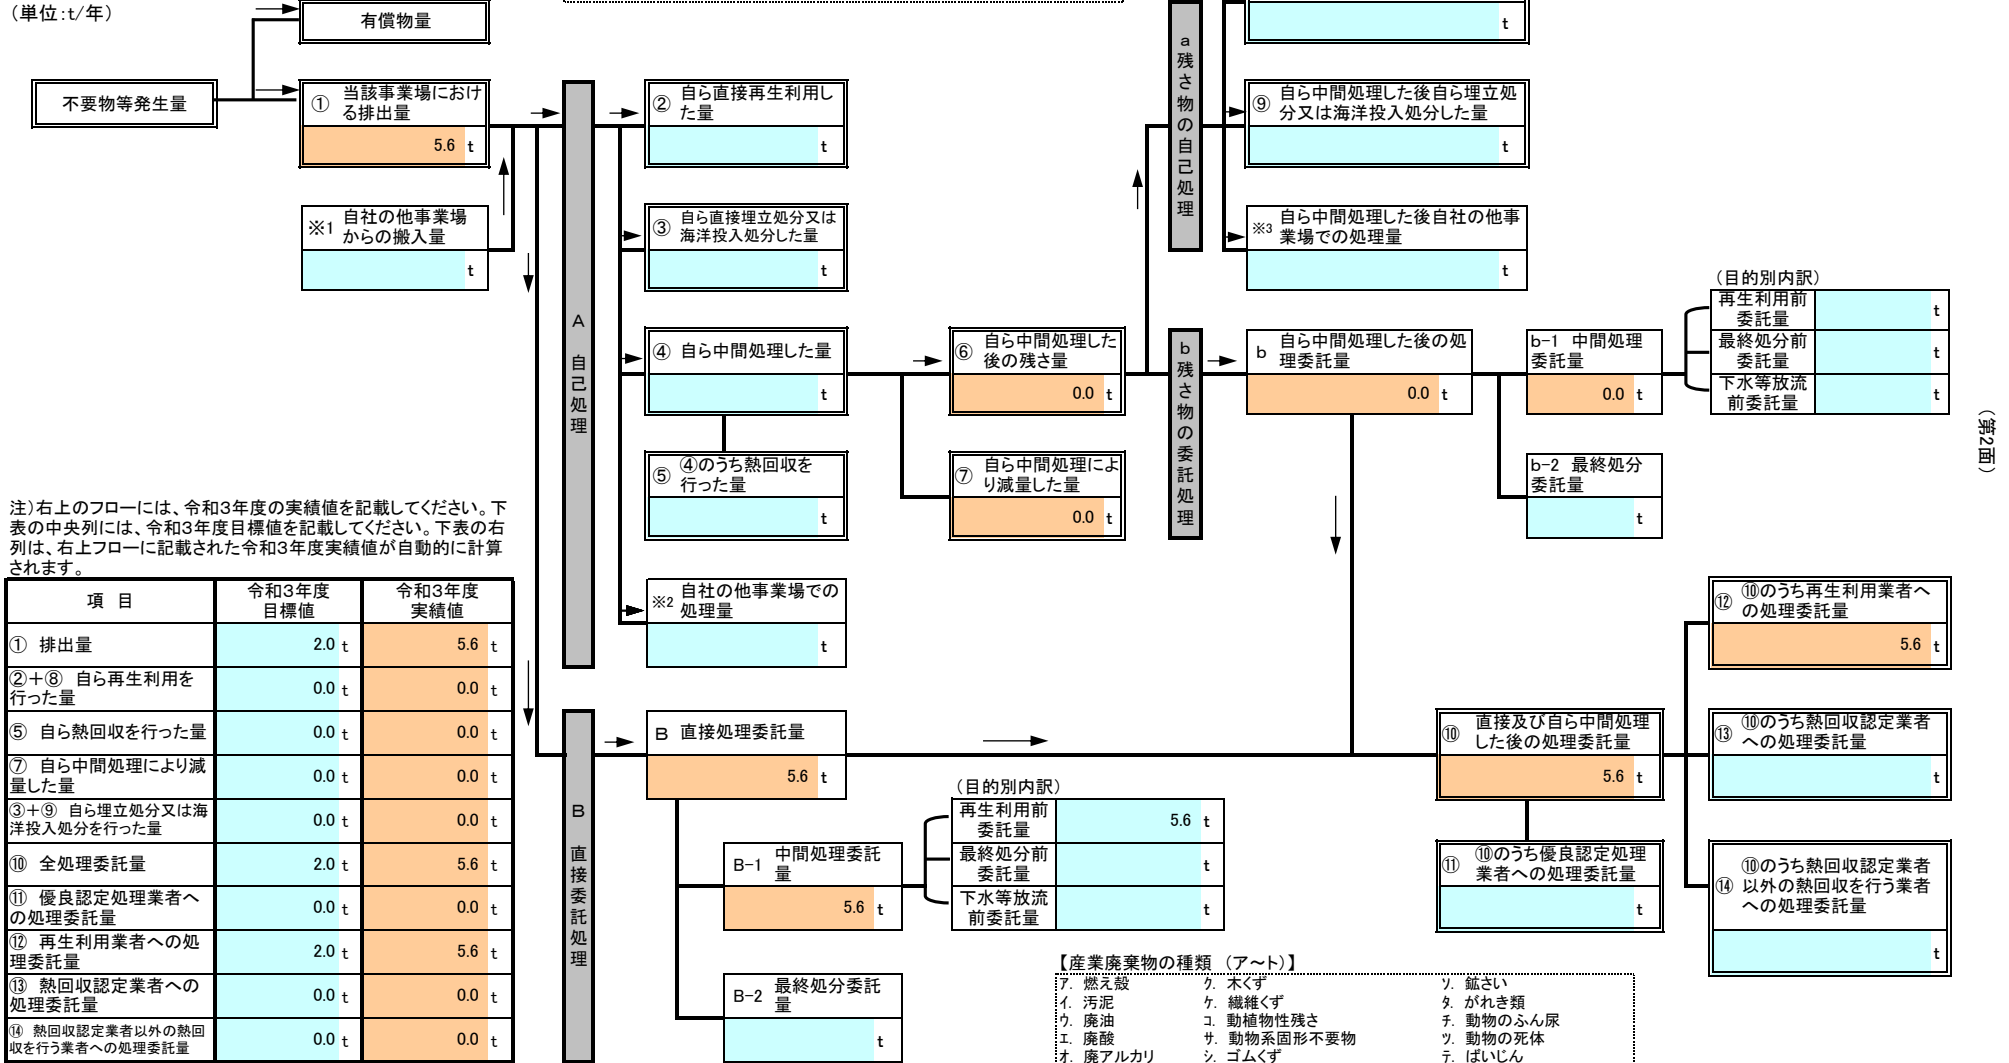 （単位：t/年）
有償物量
t
不要物等発生量
① 当該事業場におけ
る排出量
5.6 t
※1 自社の他事業場
からの搬入量
t
A 自己処理
② 自ら直接再生利用し
た量
t
③ 自ら直接埋立処分又は
海洋投入処分した量
t
④ 自ら中間処理した量
t
⑤ ④のうち熱回収を
行った量
t
※2 自社の他事業場での
処理量
t
⑥ 自ら中間処理した
後の残さ量
0.0 t
⑦ 自ら中間処理によ
り減量した量
0.0 t
a 残さ物の自己処理
⑨ 自ら中間処理した後自ら埋立処
分又は海洋投入処分した量
t
※3 自ら中間処理した後自社の他事
業場での処理量
t
b 残さ物の委託処理
b 自ら中間処理した後の処
理委託量
0.0 t
b-1 中間処理
委託量
0.0 t
b-2 最終処分
委託量
t
（目的別内訳）
再生利用前
委託量 t
最終処分前
委託量 t
下水等放流
前委託量 t
（第2面）
注）右上のフローには、令和3年度の実績値を記載してください。下
表の中央列には、令和3年度目標値を記載してください。下表の右
列は、右上フローに記載された令和3年度実績値が自動的に計算
されます。
項 目 令和3年度
目標値 令和3年度
実績値
① 排出量 2.0 t 5.6 t
②＋⑧ 自ら再生利用を
行った量 0.0 t 0.0 t
⑤ 自ら熱回収を行った量 0.0 t 0.0 t
⑦ 自ら中間処理により減
量した量 0.0 t 0.0 t
③＋⑨ 自ら埋立処分又は海
洋投入処分を行った量 0.0 t 0.0 t
⑩ 全処理委託量 2.0 t 5.6 t
⑪ 優良認定処理業者へ
の処理委託量 0.0 t 0.0 t
⑫ 再生利用業者への処
理委託量 2.0 t 5.6 t
⑬ 熱回収認定業者への
処理委託量 0.0 t 0.0 t
⑭ 熱回収認定業者以外の熱回
収を行う業者への処理委託量 0.0 t 0.0 t
B 直接委託処理
B 直接処理委託量
5.6 t
B-1 中間処理委託
量
5.6 t
B-2 最終処分委託
量
t
（目的別内訳）
再生利用前
委託量 5.6 t
最終処分前
委託量 t
下水等放流
前委託量 t
⑩ 直接及び自ら中間処理
した後の処理委託量
5.6 t
⑪ ⑩のうち優良認定処理
業者への処理委託量
t
⑫ ⑩のうち再生利用業者へ
の処理委託量
5.6 t
⑬ ⑩のうち熱回収認定業者
への処理委託量
t
⑭ ⑩のうち熱回収認定業者
以外の熱回収を行う業者
への処理委託量
t
【産業廃棄物の種類 （ア～ト）】
ア. 燃え殻 ク. 木くず ソ. 鉱さい
イ. 汚泥 ケ. 繊維くず タ. がれき類
ウ. 廃油 コ. 動植物性残さ チ. 動物のふん尿
エ. 廃酸 サ. 動物系固形不要物 ツ. 動物の死体
オ. 廃アルカリ シ. ゴムくず テ. ばいじん